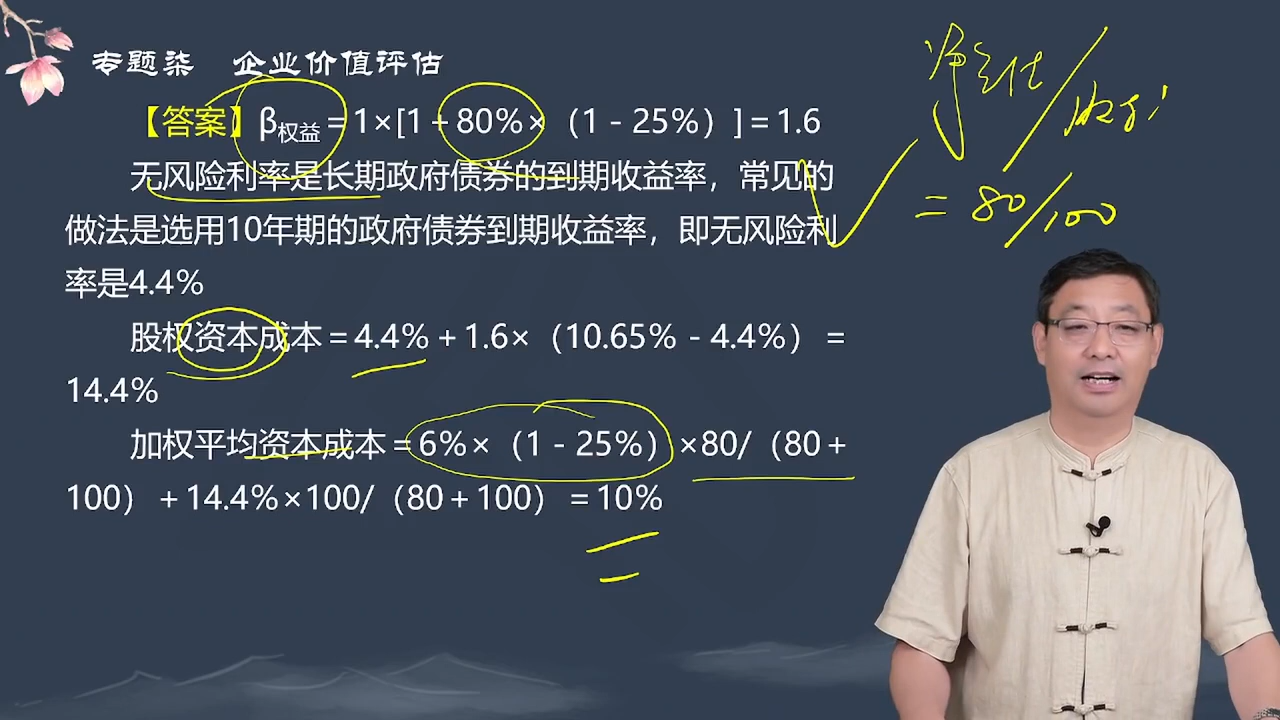 专题柒 企业价值评估
【答案】β权益＝1×[1＋80%×（1－25%）]＝1.6
无风险利率是长期政府债券的到期收益率，常见的
做法是选用10年期的政府债券到期收益率，即无风险利
率是4.4%
股权资本成本＝4.4%＋1.6×（10.65%－4.4%）＝
14.4%
加权平均资本成本＝6%×（1－25%）×80/（80＋
100）＋14.4%×100/（80＋100）＝10%
＝80/100